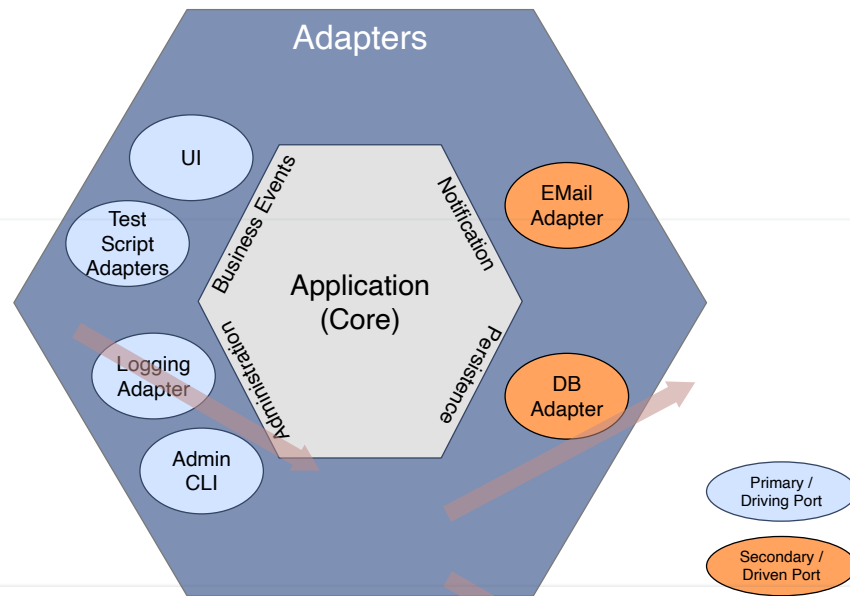 Adapters
UI
Test
Script
Adapters
Logging
Adapter
Admin
CLI
Business Events
Administration
Application
(Core)
Notification
Persistence
EMail
Adapter
DB
Adapter
Primary /
Driving Port
Secondary /
Driven Port